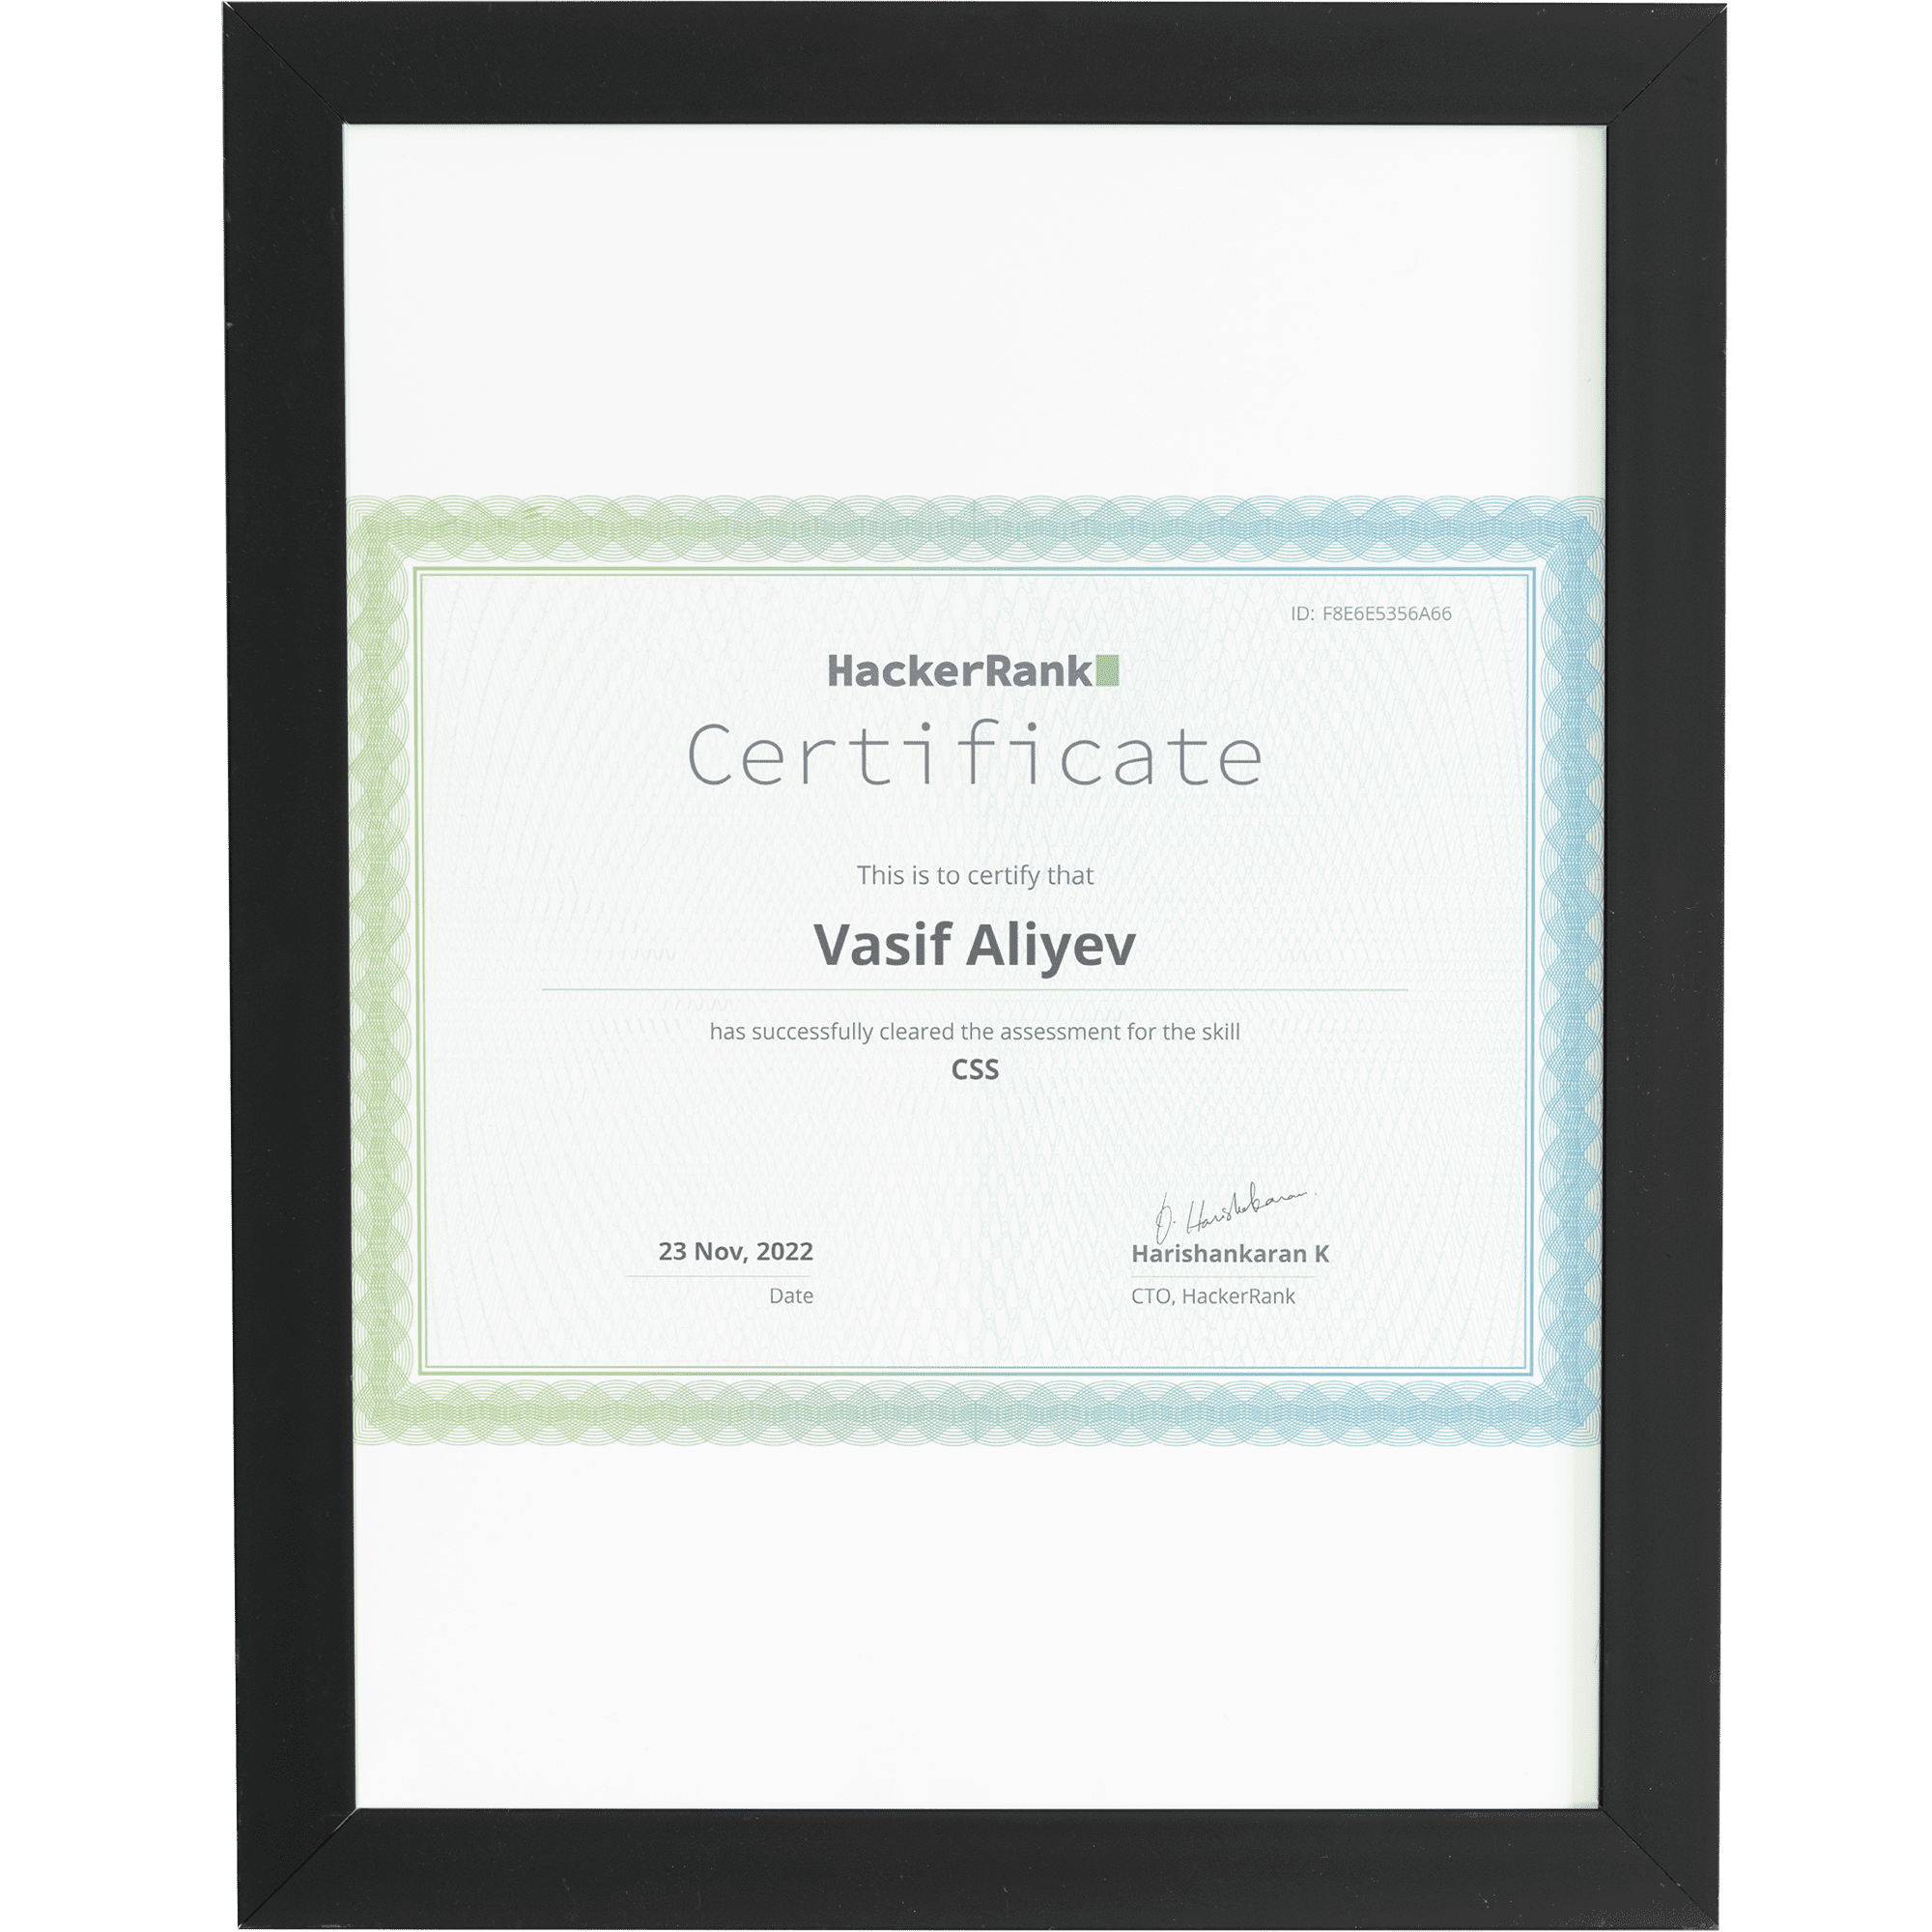 ID: F8E6E5356A66
HackerRank
Certificate
This is to certify that
Vasif Aliyev
has successfully cleared the assessment for the skill
CSS
23 Nov, 2022
Date
Harishankaran K
CTO, HackerRank